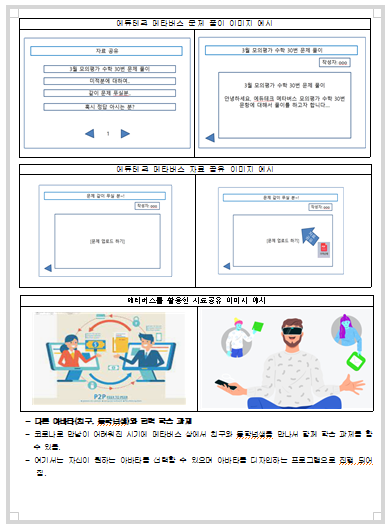 에듀테크 메타버스 문제 풀이 이미지 예시
자료 공유
3월 모의평가 수학 30번 문제 풀이
미적분에 대하여.
같이 문제 푸실분.
혹시 정답 아시는 분?
1
3월 모의평가 수학 30번 문제 풀이
작성자:ooo
3월 모의평가 수학 30번 문제 풀이
안녕하세요, 에듀테크 메타버스 모의평가 수학 30번
문항에 대해서 풀이를 하고자 합니다...
에듀테크 메타버스 자료 공유 이미지 예시
문제 같이 푸실 분~!
작성자:ooo
[문제 업로드 하기]
문제 같이 푸실 분~!
작성자:ooo
[문제 업로드 하기]
메타버스를 활용한 자료공유 이미지 예시
P2P
– 다른 아바타(친구, 동학년생)와 협력 학습 과제
– 코로나로 만남이 어려워진 시기에 메타버스 상에서 친구와 동학년생을 만나서 함께 학습 과제를 할
수 있음.
– 여기서는 자신이 원하는 아바타를 선택할 수 있으며 아바타를 디자인하는 프로그램으로 진행 되어
짐.